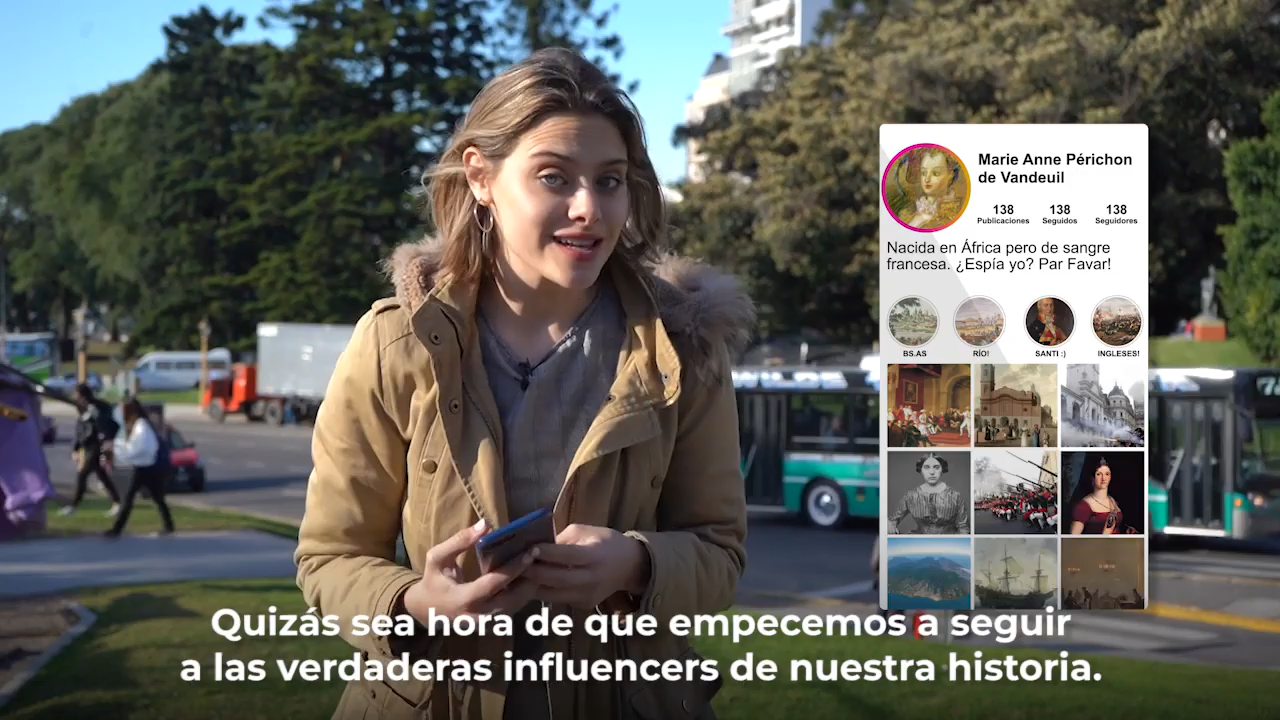 Marie Anne Périchon
de Vandeuil
138 138 138
Publicaciones Seguidos Seguidores
Nacida en África pero de sangre
francesa. ¿Espía yo? Par Favar!
BS.AS RÍO! SANTI :) INGLESES!
Quizás sea hora de que empecemos a seguir
a las verdaderas influencers de nuestra historia.